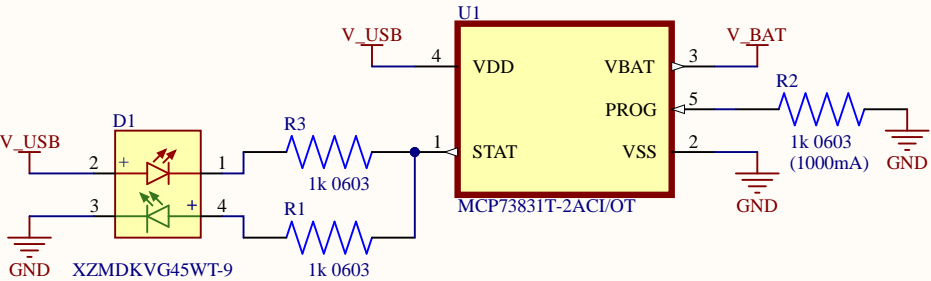 U1
V_USB
V_BAT
4
VDD
VBAT
3
R2
PROG
5
1k 0603
(1000mA)
GND
D1
R3
V_USB
2
+
1
1k 0603
1
STAT
VSS
2
GND
MCP73831T-2ACI/OT
3
+
4
R1
1k 0603
GND
XZMDKVG45WT-9